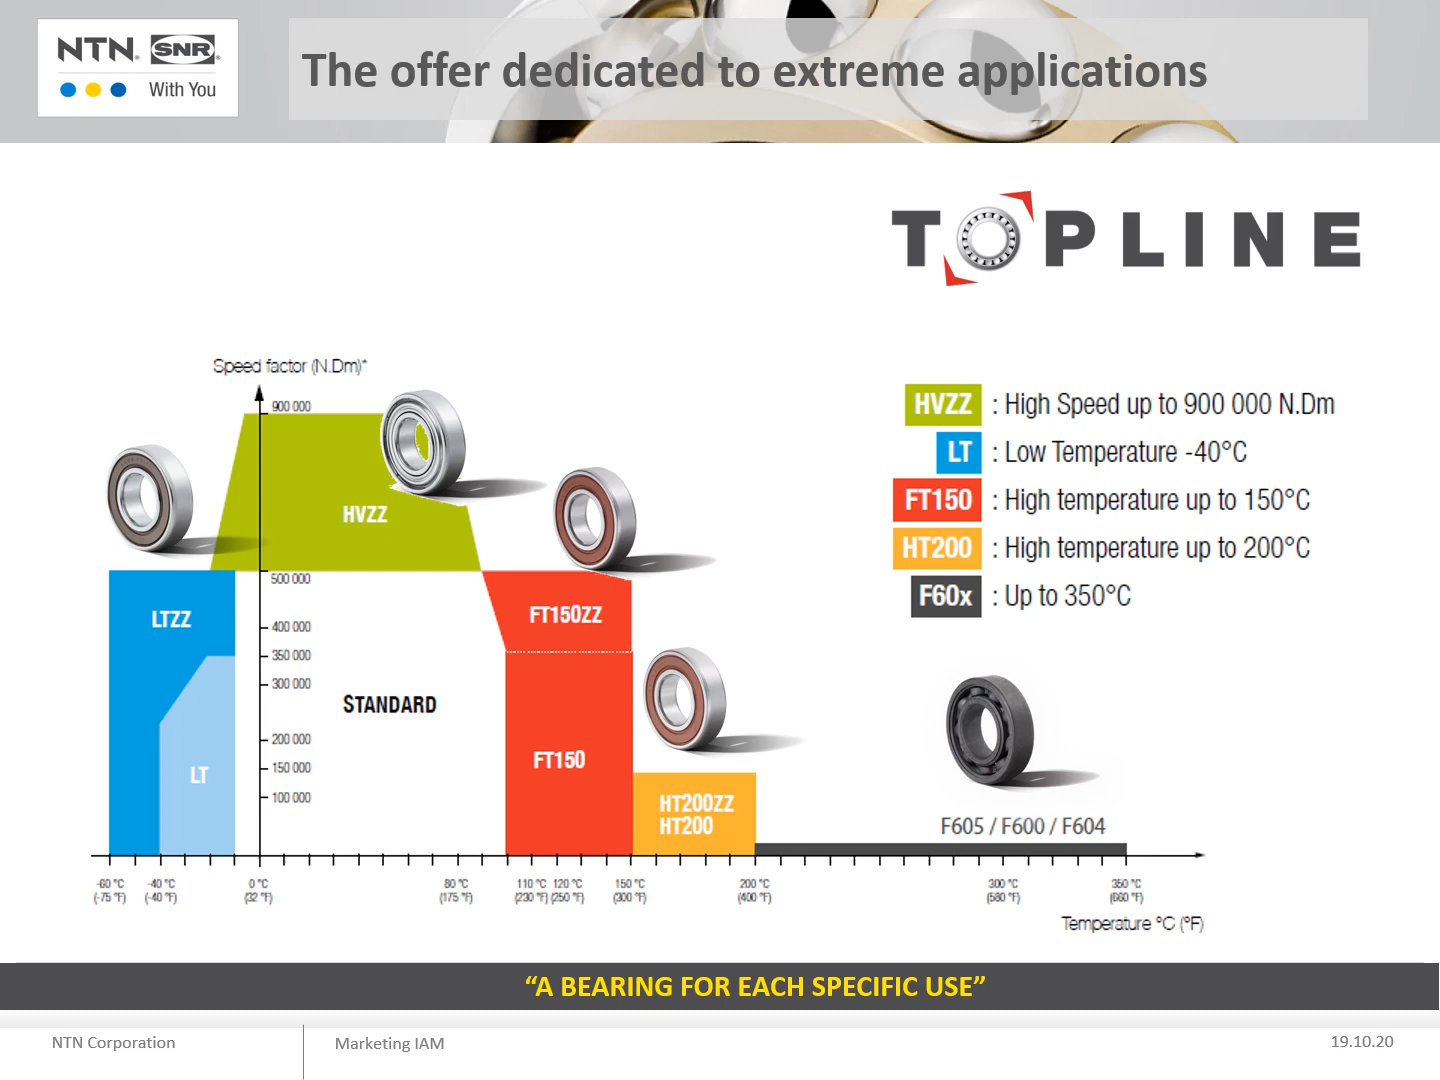 NTN. SNR®
With You
The offer dedicated to extreme applications
TOPLINE
Speed factor (N.Dm)*
900 000
500 000
400 000
350 000
300 000
200 000
150 000
100 000
HVZZ
LTZZ
LT
STANDARD
FT150ZZ
FT150
HT200ZZ
HT200
F605 / F600 / F604
HVZZ : High Speed up to 900 000 N.Dm
LT : Low Temperature -40°C
FT150 : High temperature up to 150°C
HT200 : High temperature up to 200°C
F60x : Up to 350°C
-60 °C -40 °C 0 °C 80 °C 110 °C 120 °C 150 °C 200 °C 300 °C 350 °C
(-75 °F) (-40 °F) (32 °F) (175 °F) (230 °F) (250 °F) (300 °F) (400 °F) (580 °F) (660 °F)
Temperature °C (°F)
“A BEARING FOR EACH SPECIFIC USE”
NTN Corporation
Marketing IAM
19.10.20